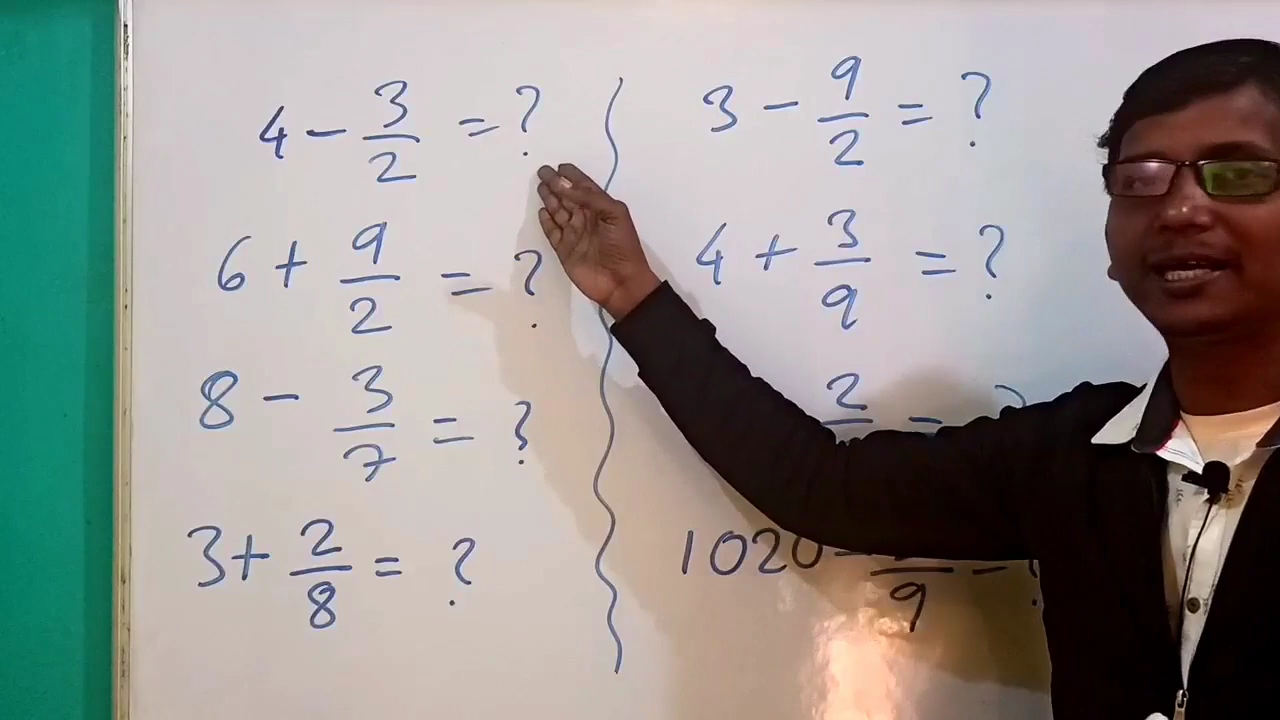 4 - 3/2 = ?
6 + 9/2 = ?
8 - 3/7 = ?
3 + 2/8 = ?
3 - 9/2 = ?
4 + 3/9 = ?
2 = ?
1020 - /9 = ?